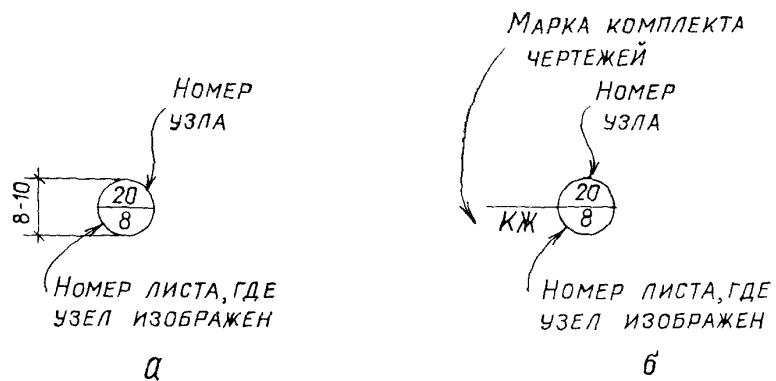 НОМЕР
УЗЛА
8-10
20
8
НОМЕР ЛИСТА, ГДЕ
УЗЕЛ ИЗОБРАЖЕН
а
МАРКА КОМПЛЕКТА
ЧЕРТЕЖЕЙ
НОМЕР
УЗЛА
20
КЖ 8
НОМЕР ЛИСТА, ГДЕ
УЗЕЛ ИЗОБРАЖЕН
б